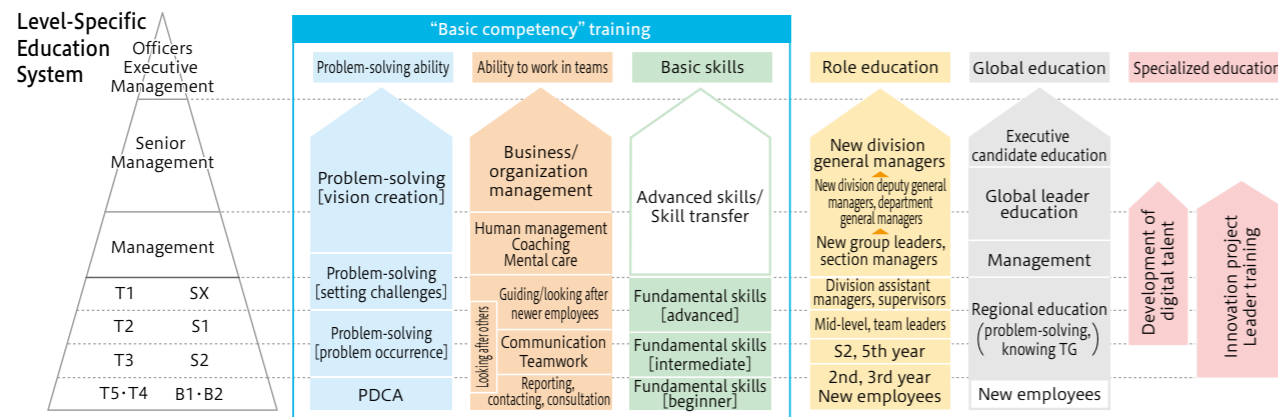 Level-Specific
Education
System
Officers
Executive
Management
Senior
Management
Management
T1 SX
T2 S1
T3 S2
T5・T4 B1・B2
“Basic competency” training
Problem-solving ability
Problem-solving
[vision creation]
Problem-solving
[setting challenges]
Problem-solving
[problem occurrence]
PDCA
Ability to work in teams
Business/
organization
management
Human management
Coaching
Mental care
Looking after others
Guiding/looking after
newer employees
Communication
Teamwork
Reporting,
contacting, consultation
Basic skills
Advanced skills/
Skill transfer
Fundamental skills
[advanced]
Fundamental skills
[intermediate]
Fundamental skills
[beginner]
Role education
New division
general managers
New division deputy general
managers, department
general managers
New group leaders,
section managers
Division assistant
managers, supervisors
Mid-level, team leaders
S2, 5th year
2nd, 3rd year
New employees
Global education
Executive
candidate education
Global leader
education
Management
Regional education
(problem-solving,
knowing TG)
New employees
Specialized education
Development of
digital talent
Innovation project
Leader training